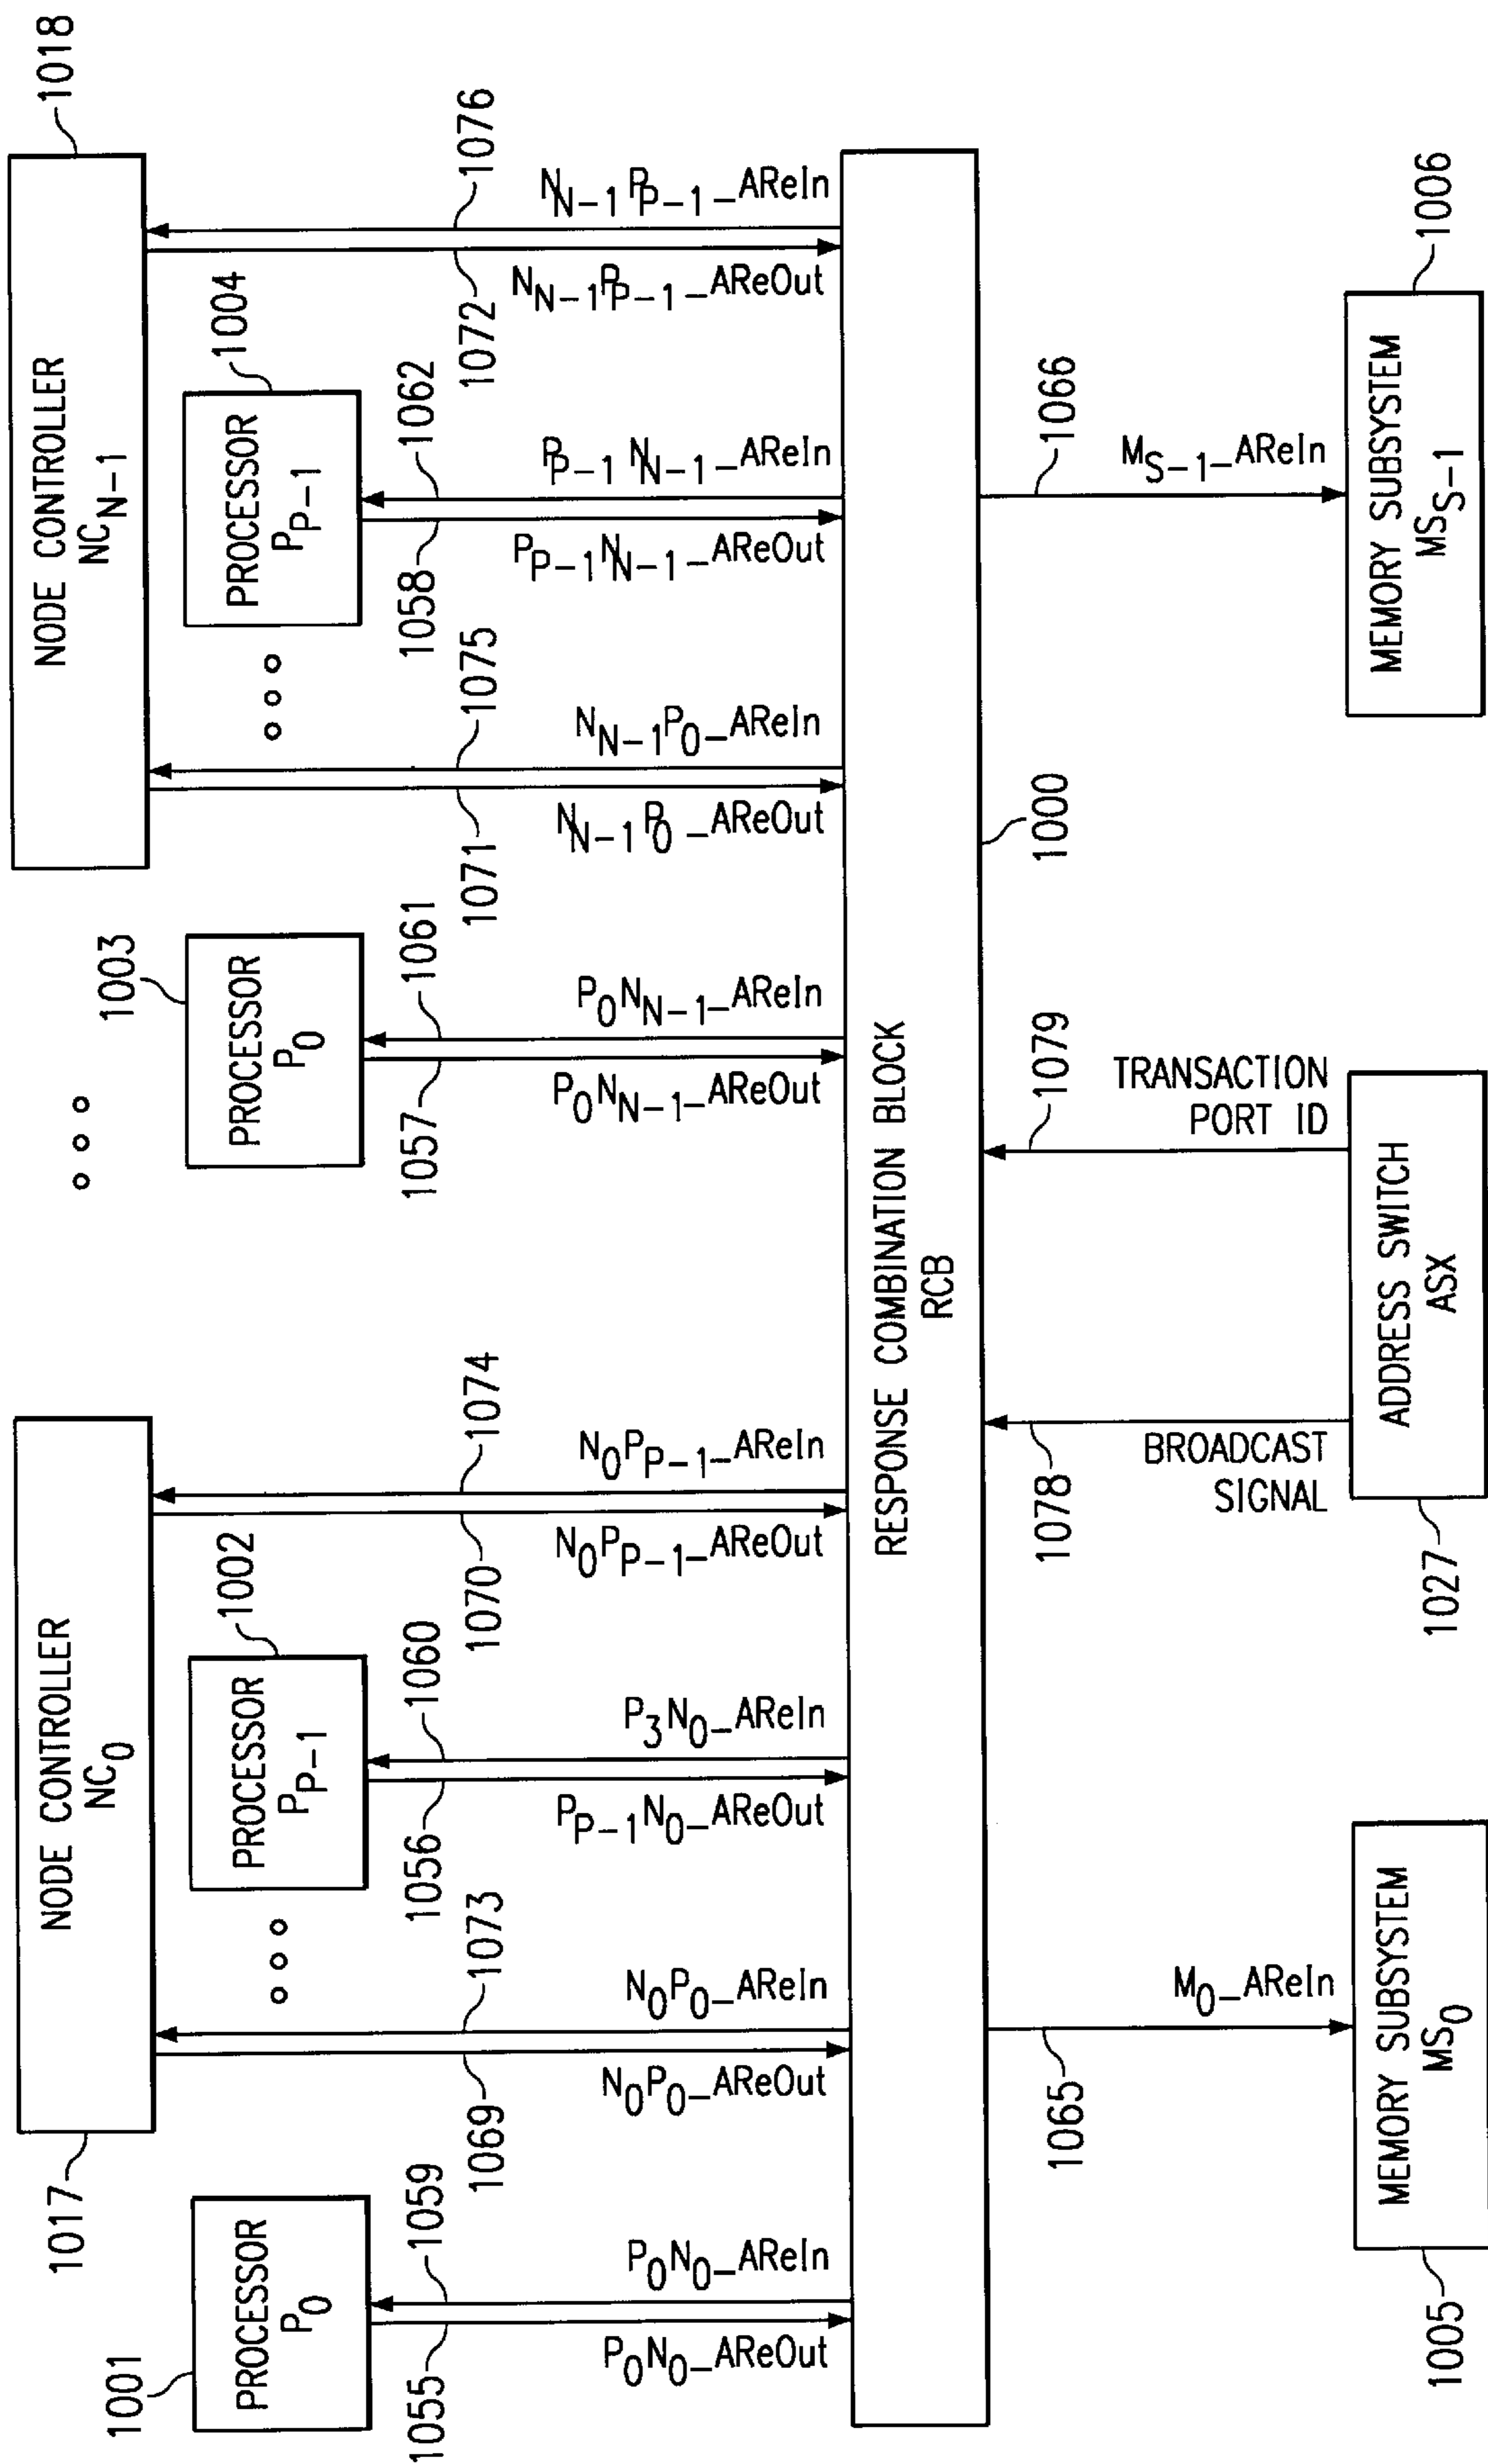 NODE CONTROLLER
NC0
1017
NODE CONTROLLER
NCN-1
1018
1001
PROCESSOR
P0
PROCESSOR
PP-1
1002
1003
PROCESSOR
P0
PROCESSOR
PP-1
1004
1055
1059
P0N0_AReIn
P0N0_AReOut
1069
1073
N0P0_AReIn
N0P0_AReOut
1056
1060
P3N0_AReIn
PP-1N0_AReOut
1070
1074
N0PP-1_AReIn
N0PP-1_AReOut
1057
1061
P0NN-1_AReIn
P0NN-1_AReOut
1071
1075
NN-1P0_AReIn
NN-1P0_AReOut
1058
1062
PP-1NN-1_AReIn
PP-1NN-1_AReOut
1072
1076
NN-1PP-1_AReIn
NN-1PP-1_AReOut
RESPONSE COMBINATION BLOCK
RCB
1000
1065
M0_AReIn
1078
BROADCAST
SIGNAL
TRANSACTION
PORT ID
1079
1066
MS-1_AReIn
1005
MEMORY SUBSYSTEM
MS0
1027
ADDRESS SWITCH
ASX
MEMORY SUBSYSTEM
MSS-1
1006